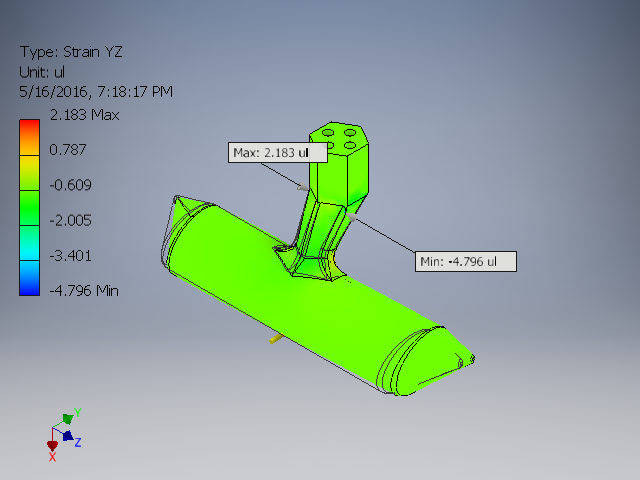 Type: Strain YZ
Unit: ul
5/16/2016, 7:18:17 PM
2.183 Max
0.787
-0.609
-2.005
-3.401
-4.796 Min
Max: 2.183 ul
Min: -4.796 ul
Y
Z
X